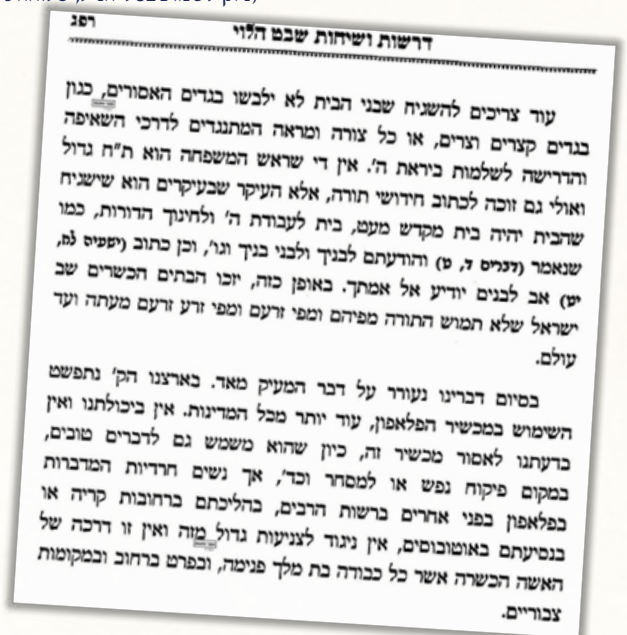 דרשות ושיחות שבט הלוי רפג
עוד צריכים להשגיח שבני הבית לא ילבשו בגדים האסורים, כגון
בגדים קצרים וצרים, או כל צורה ומראה המתנגדים לדרכי השאיפה
והדרישה לשלמות ביראת ה'. אין די שראש המשפחה הוא ת"ח גדול
ואולי גם זוכה לכתוב חידושי תורה, אלא העיקר שבעיקרים הוא שישגיח
שהבית יהיה בית מקדש מעט, בית לעבודת ה' ולחינוך הדורות, כמו
שנאמר (דברים ד, ט) והודעתם לבניך ולבני בניך וגו', וכן כתוב (ישעיה לח,
יט) אב לבנים יודיע אל אמתך. באופן כזה, יזכו הבתים הכשרים שב
ישראל שלא תמוש התורה מפיהם ומפי זרעם ומפי זרע זרעם מעתה ועד
עולם.
בסיום דברינו נעורר על דבר המעיק מאד. בארצנו הק' נתפשט
השימוש במכשיר הפלאפון, עוד יותר מכל המדינות. אין ביכולתנו ואין
בדעתנו לאסור מכשיר זה, כיון שהוא משמש גם לדברים טובים,
במקום פיקוח נפש או למסחר וכד', אך נשים חרדיות המדברות
בפלאפון בפני אחרים ברשות הרבים, בהליכתם ברחובות קריה או
בנסיעתם באוטובוסים, אין ניגוד לצניעות גדול מזה ואין זו דרכה של
האשה הכשרה אשר כל כבודה בת מלך פנימה, ובפרט ברחוב ובמקומות
צבוריים.